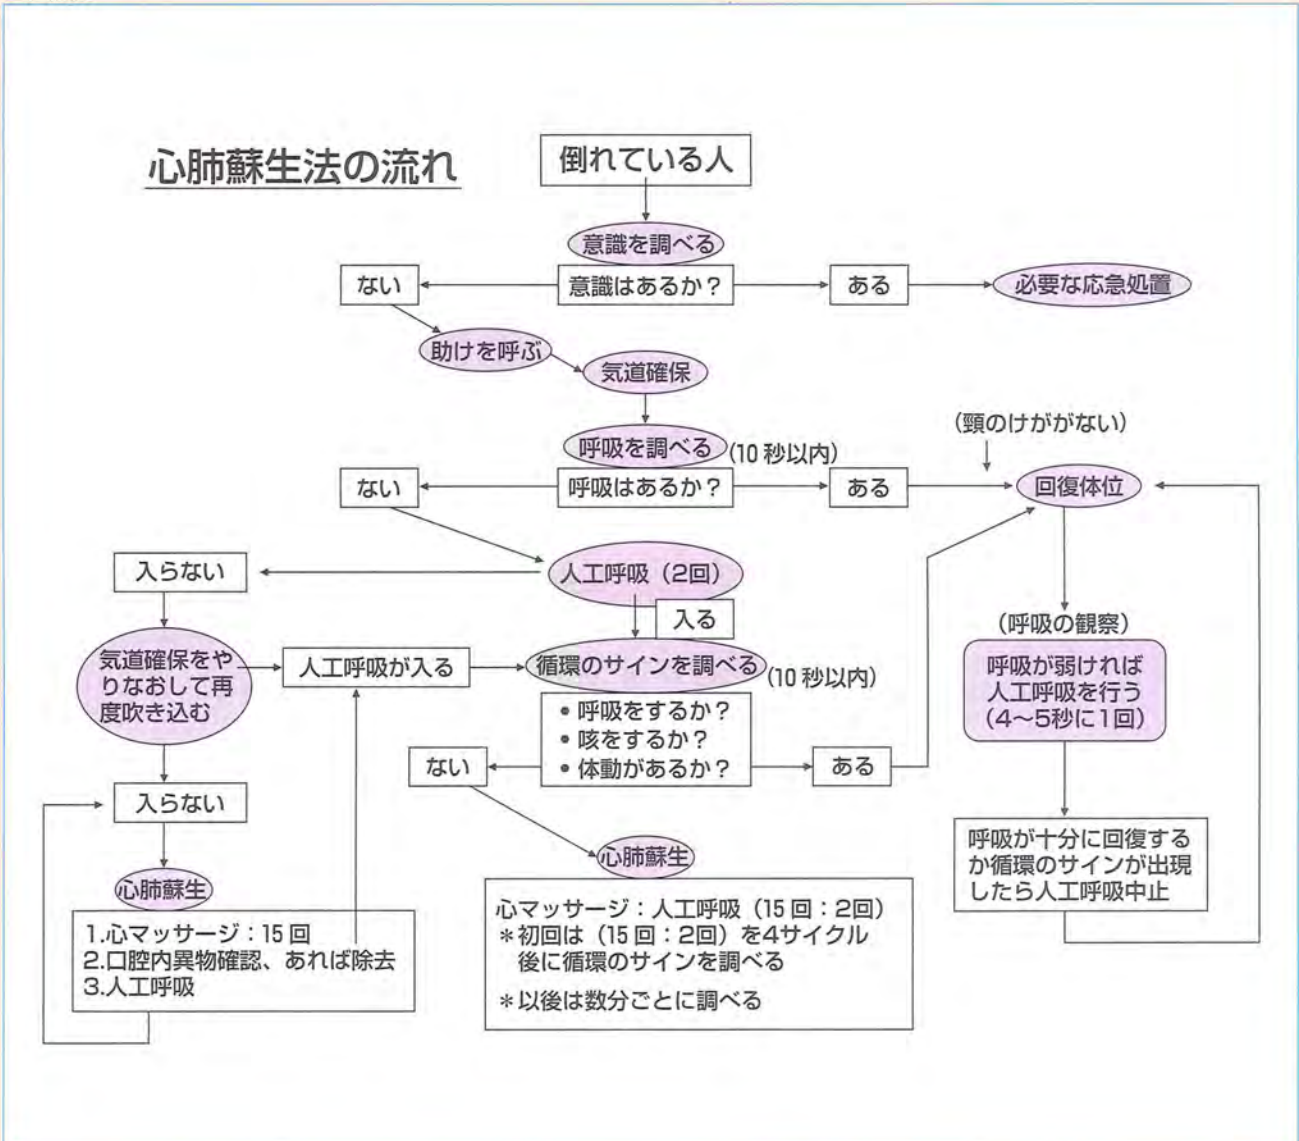 心肺蘇生法の流れ
倒れている人
意識を調べる
ない
意識はあるか？
ある
必要な応急処置
助けを呼ぶ
気道確保
(頸のけががない)
呼吸を調べる
(10秒以内)
ない
呼吸はあるか？
ある
回復体位
入らない
人工呼吸（2回）
入る
(呼吸の観察)
気道確保をや
りなおして再
度吹き込む
人工呼吸が入る
循環のサインを調べる
(10秒以内)
呼吸が弱ければ
人工呼吸を行う
(4〜5秒に1回)
• 呼吸をするか？
• 咳をするか？
• 体動があるか？
ない
ある
入らない
呼吸が十分に回復する
か循環のサインが出現
したら人工呼吸中止
心肺蘇生
1.心マッサージ：15回
2.口腔内異物確認、あれば除去
3.人工呼吸
心肺蘇生
心マッサージ：人工呼吸（15回：2回）
＊初回は（15回：2回）を4サイクル
後に循環のサインを調べる
＊以後は数分ごとに調べる